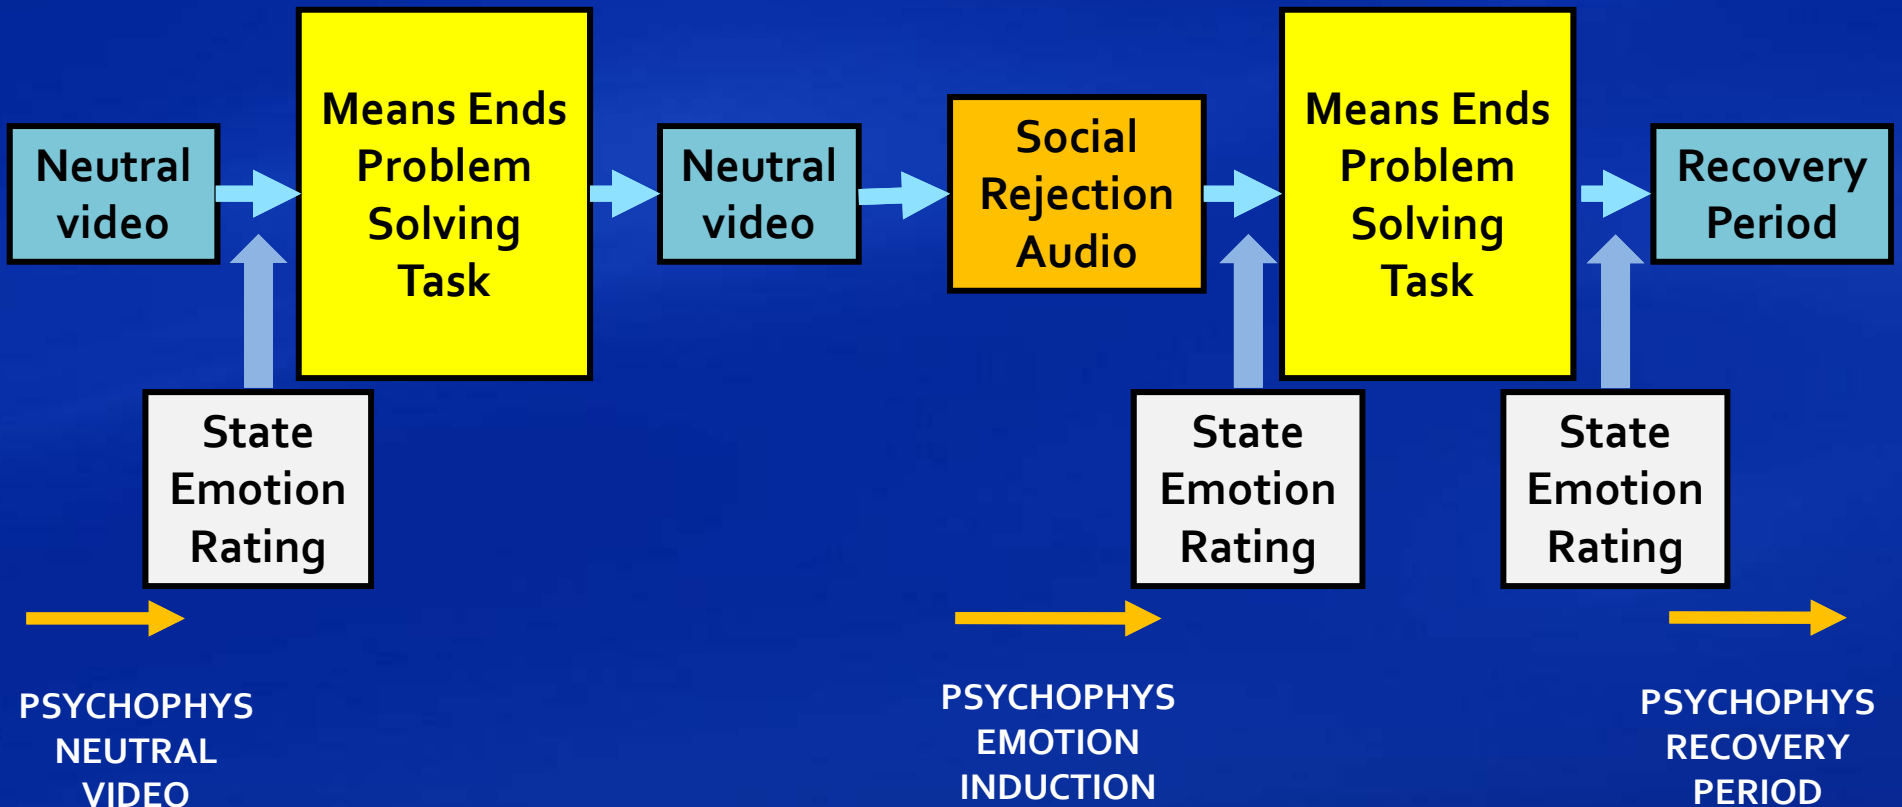 Neutral
video
Means Ends
Problem
Solving
Task
Neutral
video
Social
Rejection
Audio
Means Ends
Problem
Solving
Task
Recovery
Period
State
Emotion
Rating
State
Emotion
Rating
State
Emotion
Rating
PSYCHOPHYS
NEUTRAL
VIDEO
PSYCHOPHYS
EMOTION
INDUCTION
PSYCHOPHYS
RECOVERY
PERIOD